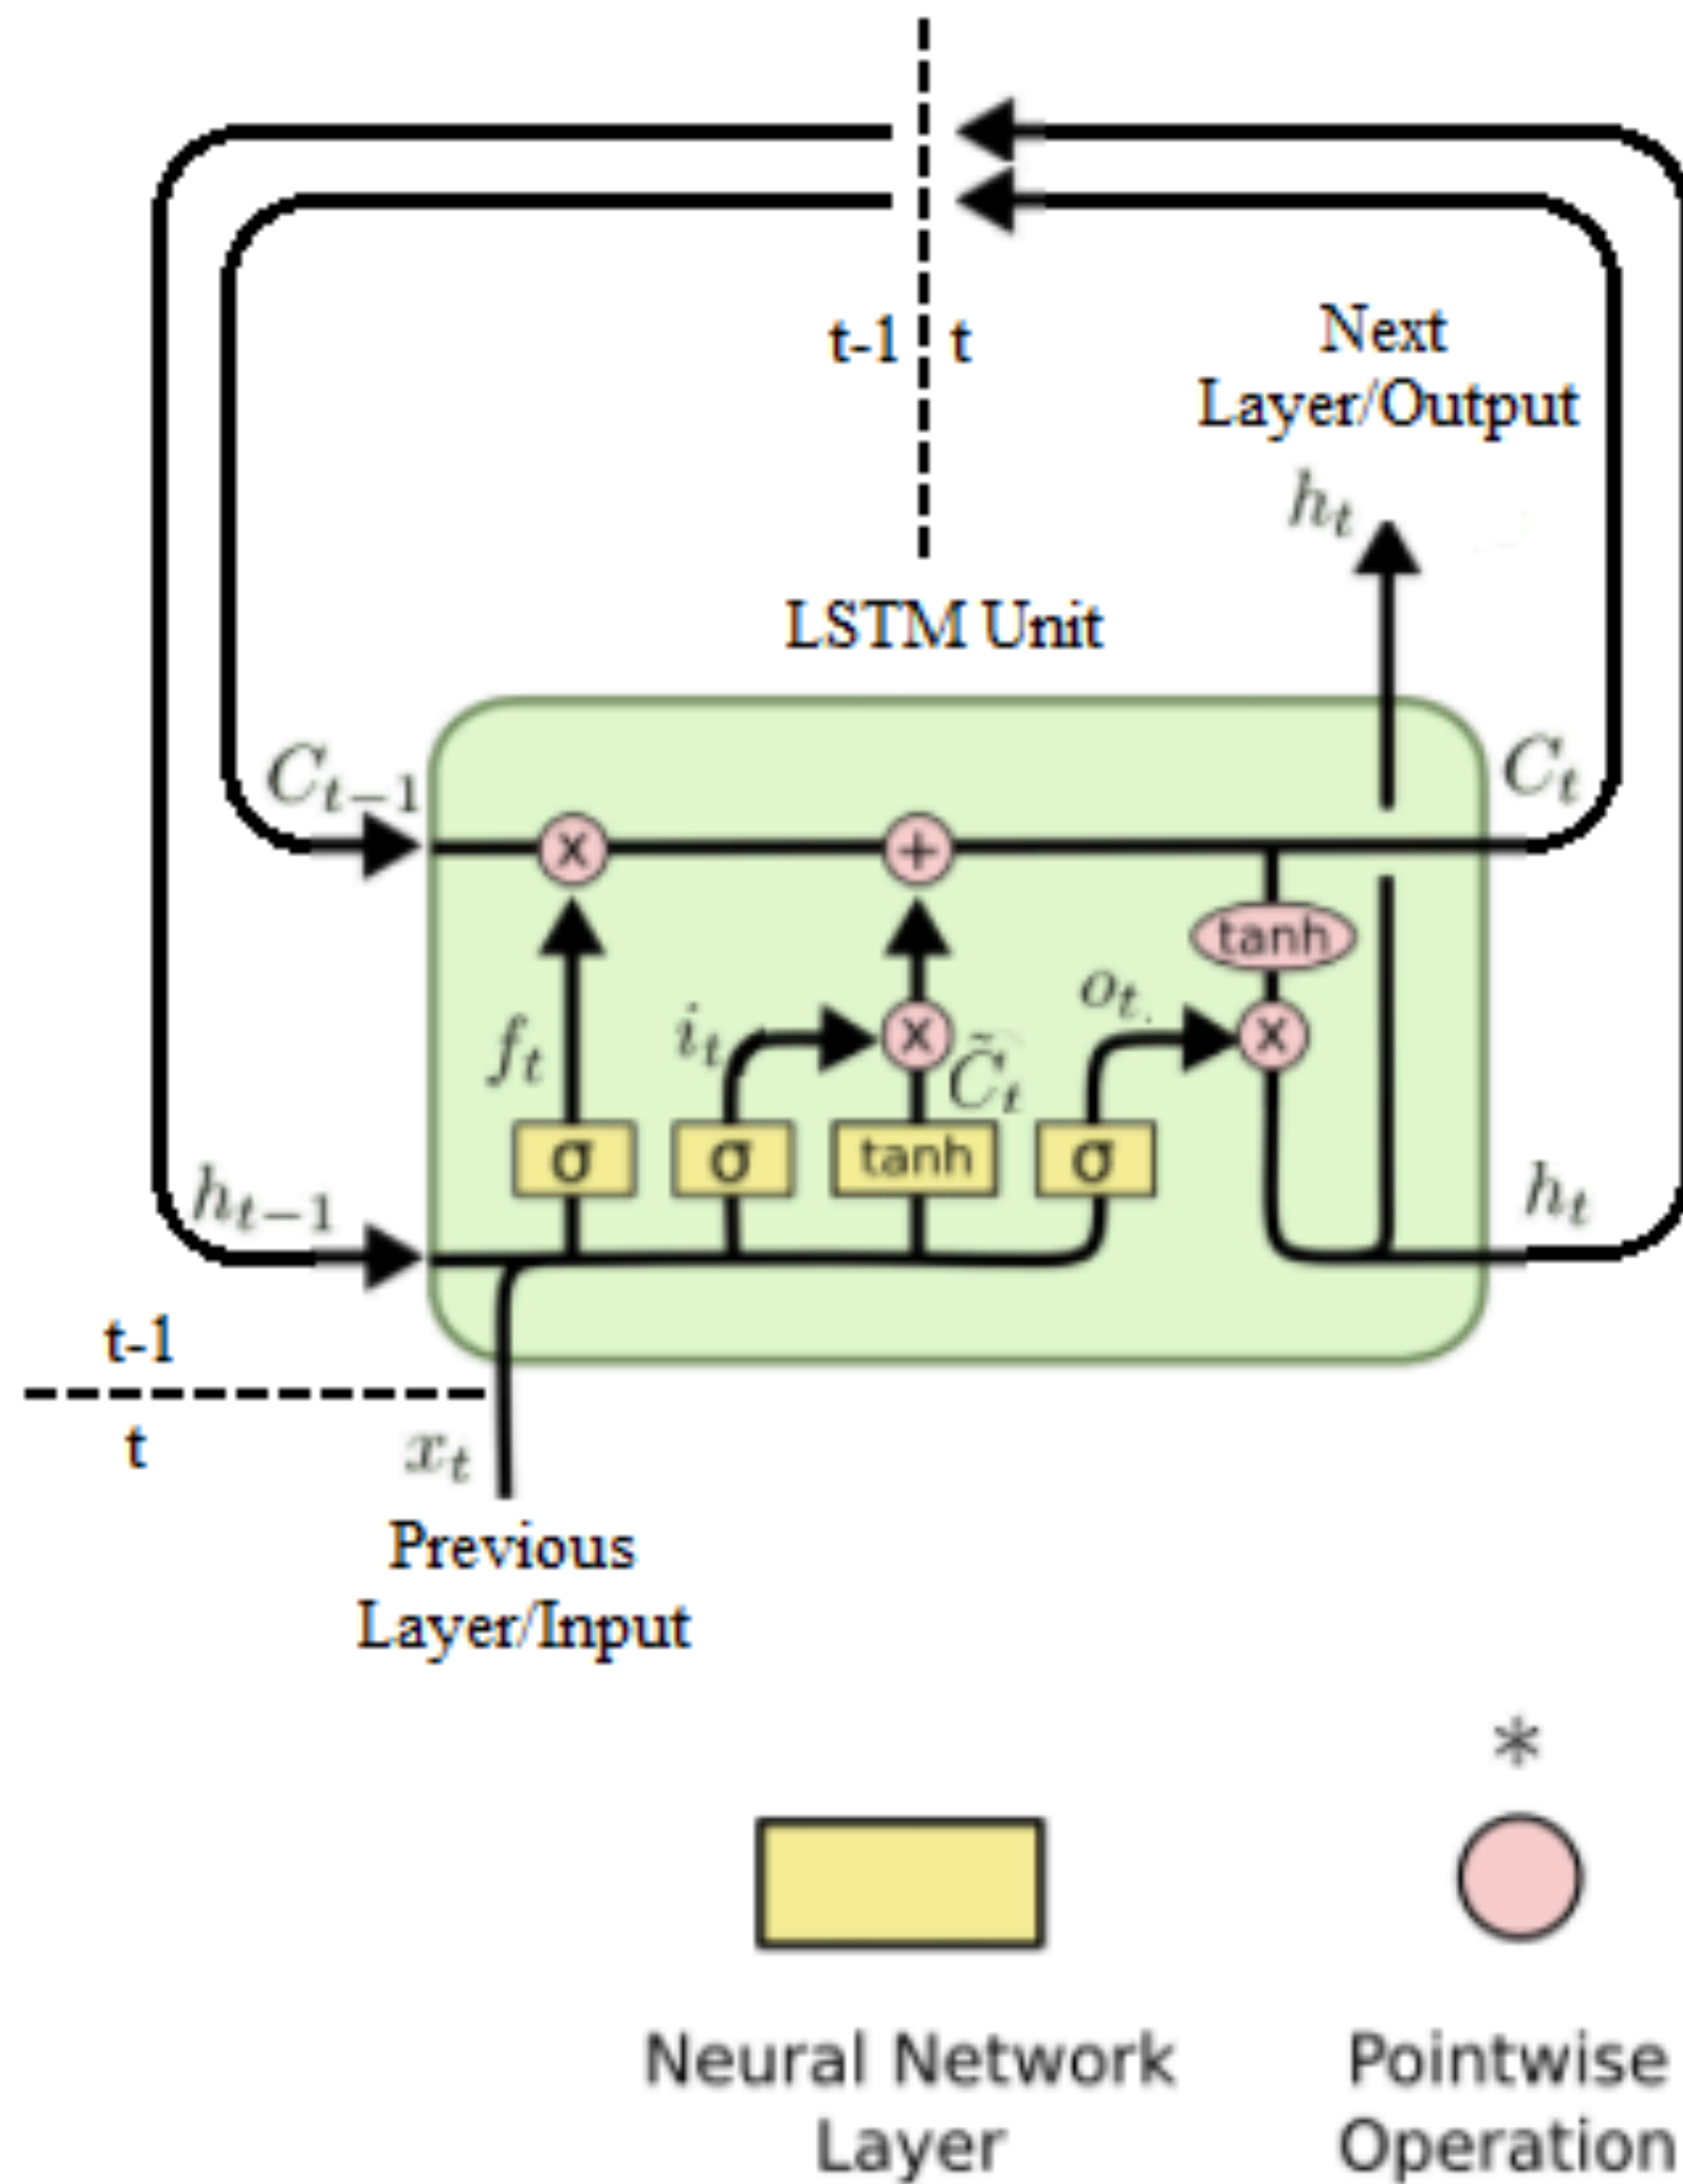 t-1 t
Next
Layer/Output
h_t
LSTM Unit
C_{t-1}
C_t
x
+
tanh
f_t
i_t
x
C̃_t
o_t.
x
σ
σ
tanh
σ
h_{t-1}
h_t
t-1
t
x_t
Previous
Layer/Input
*
Neural Network
Layer
Pointwise
Operation